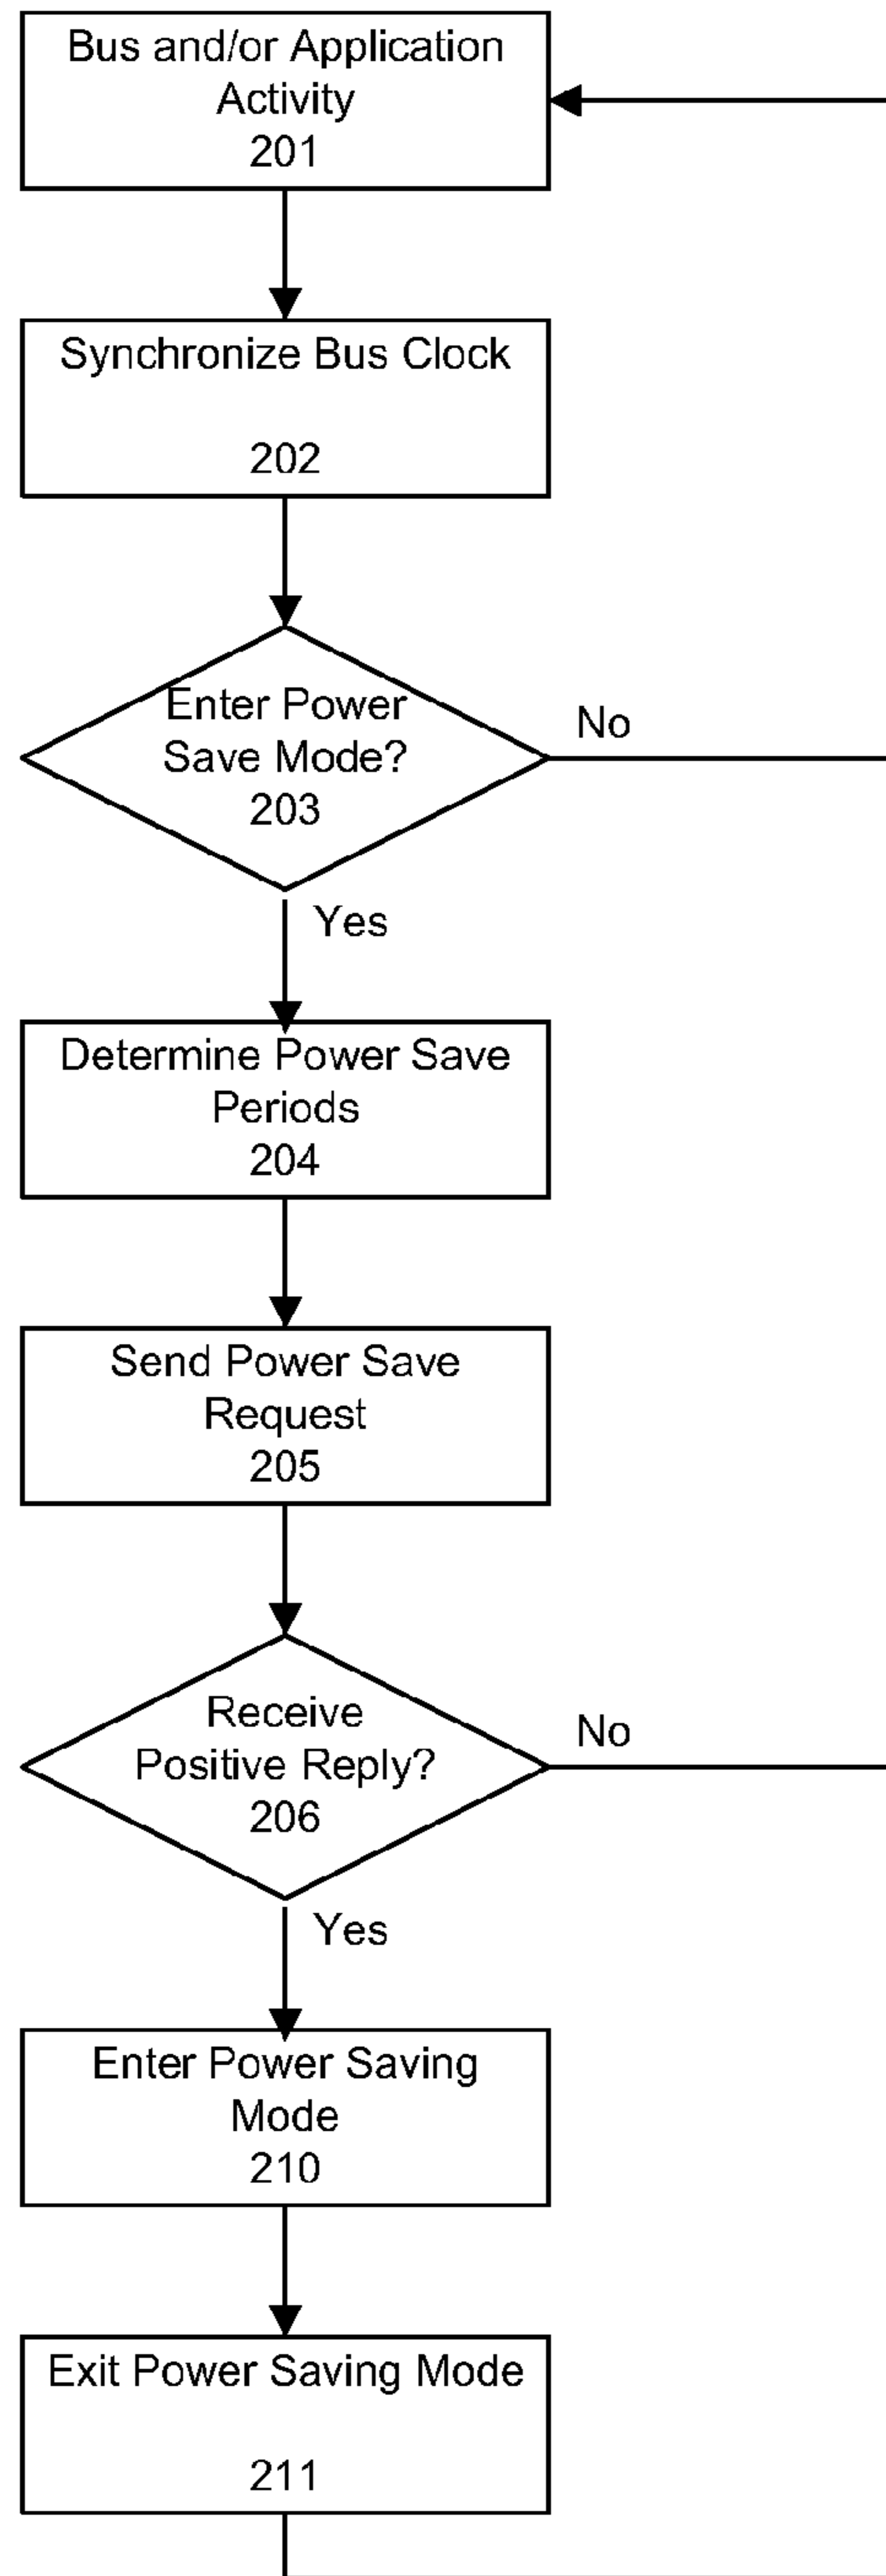 Bus and/or Application
Activity
201
Synchronize Bus Clock
202
Enter Power
Save Mode?
203
No
Yes
Determine Power Save
Periods
204
Send Power Save
Request
205
Receive
Positive Reply?
206
No
Yes
Enter Power Saving
Mode
210
Exit Power Saving Mode
211